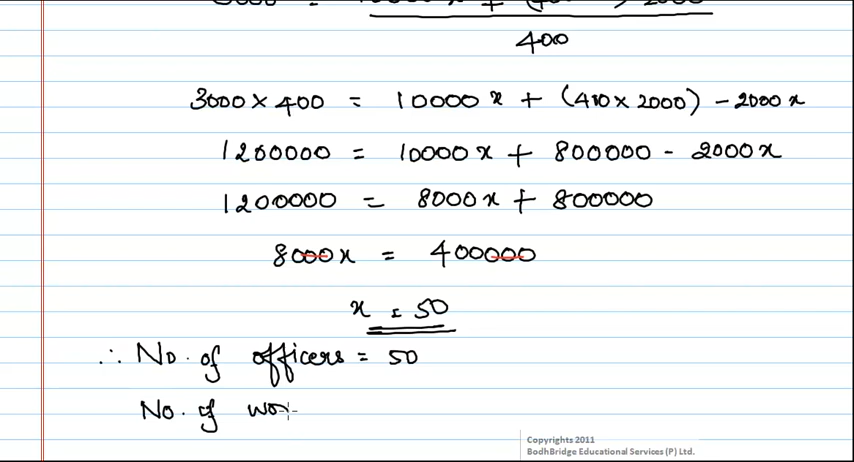 400
3000 × 400 = 10000 x + (400 × 2000) - 2000 x
1200000 = 10000 x + 800000 - 2000 x
1200000 = 8000 x + 800000
8000 x = 400000
x = 50
∴ No. of officers = 50
No. of wor
Copyrights 2011
BodhBridge Educational Services (P) Ltd.